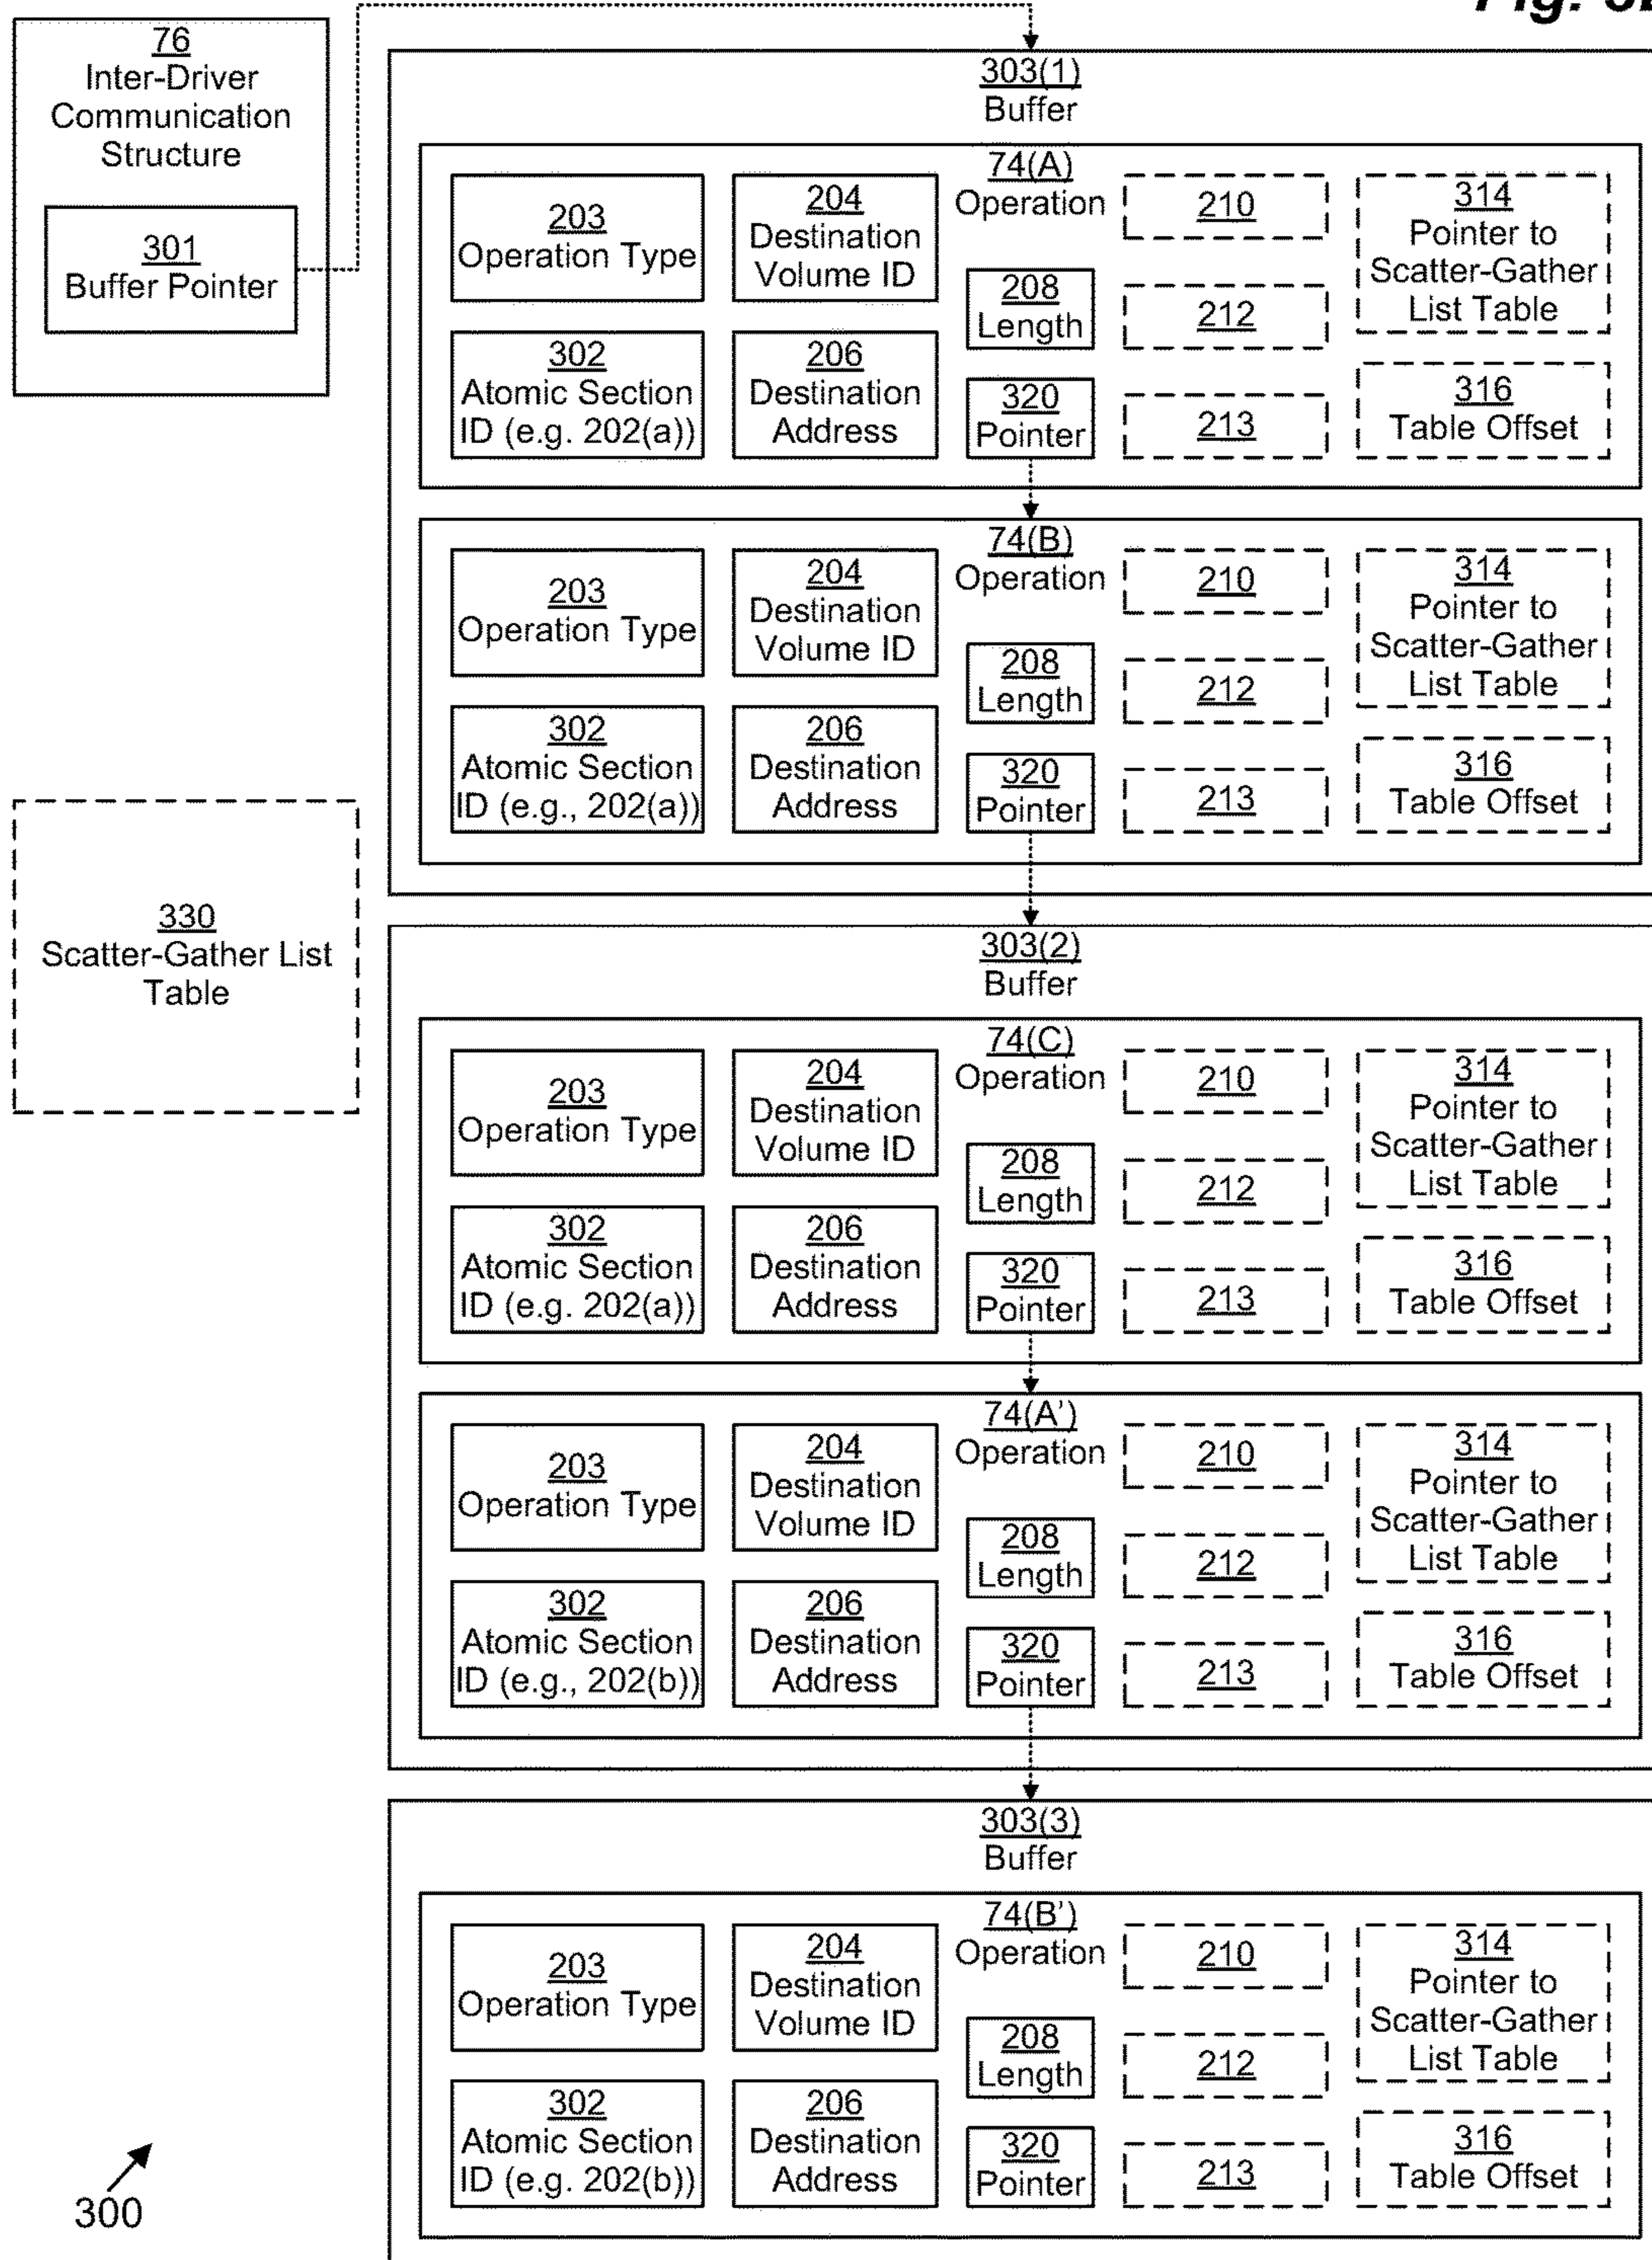 76
Inter-Driver
Communication
Structure
301
Buffer Pointer
303(1)
Buffer
74(A)
Operation
203
Operation Type
204
Destination
Volume ID
208
Length
210
212
213
314
Pointer to
Scatter-Gather
List Table
302
Atomic Section
ID (e.g. 202(a))
206
Destination
Address
320
Pointer
316
Table Offset
74(B)
Operation
203
Operation Type
204
Destination
Volume ID
208
Length
210
212
213
314
Pointer to
Scatter-Gather
List Table
302
Atomic Section
ID (e.g., 202(a))
206
Destination
Address
320
Pointer
316
Table Offset
330
Scatter-Gather List
Table
303(2)
Buffer
74(C)
Operation
203
Operation Type
204
Destination
Volume ID
208
Length
210
212
213
314
Pointer to
Scatter-Gather
List Table
302
Atomic Section
ID (e.g. 202(a))
206
Destination
Address
320
Pointer
316
Table Offset
74(A')
Operation
203
Operation Type
204
Destination
Volume ID
208
Length
210
212
213
314
Pointer to
Scatter-Gather
List Table
302
Atomic Section
ID (e.g., 202(b))
206
Destination
Address
320
Pointer
316
Table Offset
303(3)
Buffer
74(B')
Operation
203
Operation Type
204
Destination
Volume ID
208
Length
210
212
213
314
Pointer to
Scatter-Gather
List Table
302
Atomic Section
ID (e.g. 202(b))
206
Destination
Address
320
Pointer
316
Table Offset
300
Fig.